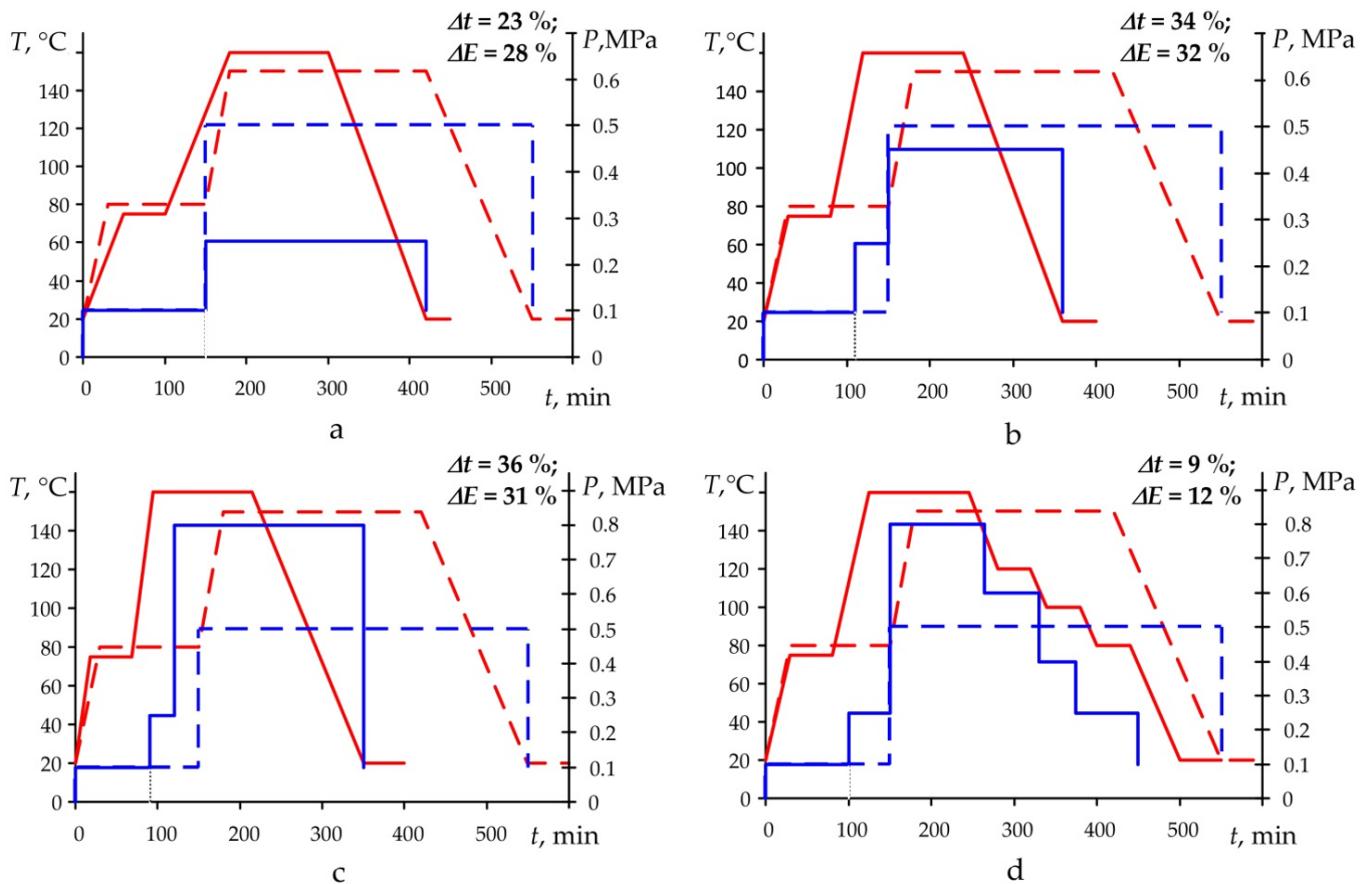 Δt = 23 %;
ΔE = 28 %
T, °C
P,MPa
140
120
100
80
60
40
20
0
0.6
0.5
0.4
0.3
0.2
0.1
0
0 100 200 300 400 500
t, min
a
Δt = 34 %;
ΔE = 32 %
T, °C
P, MPa
140
120
100
80
60
40
20
0
0.6
0.5
0.4
0.3
0.2
0.1
0
0 100 200 300 400 500
t, min
b
Δt = 36 %;
ΔE = 31 %
T, °C
P, MPa
140
120
100
80
60
40
20
0
0.8
0.7
0.6
0.5
0.4
0.3
0.2
0.1
0
0 100 200 300 400 500
t, min
c
Δt = 9 %;
ΔE = 12 %
T,°C
P, MPa
140
120
100
80
60
40
20
0
0.8
0.7
0.6
0.5
0.4
0.3
0.2
0.1
0
0 100 200 300 400 500
t, min
d